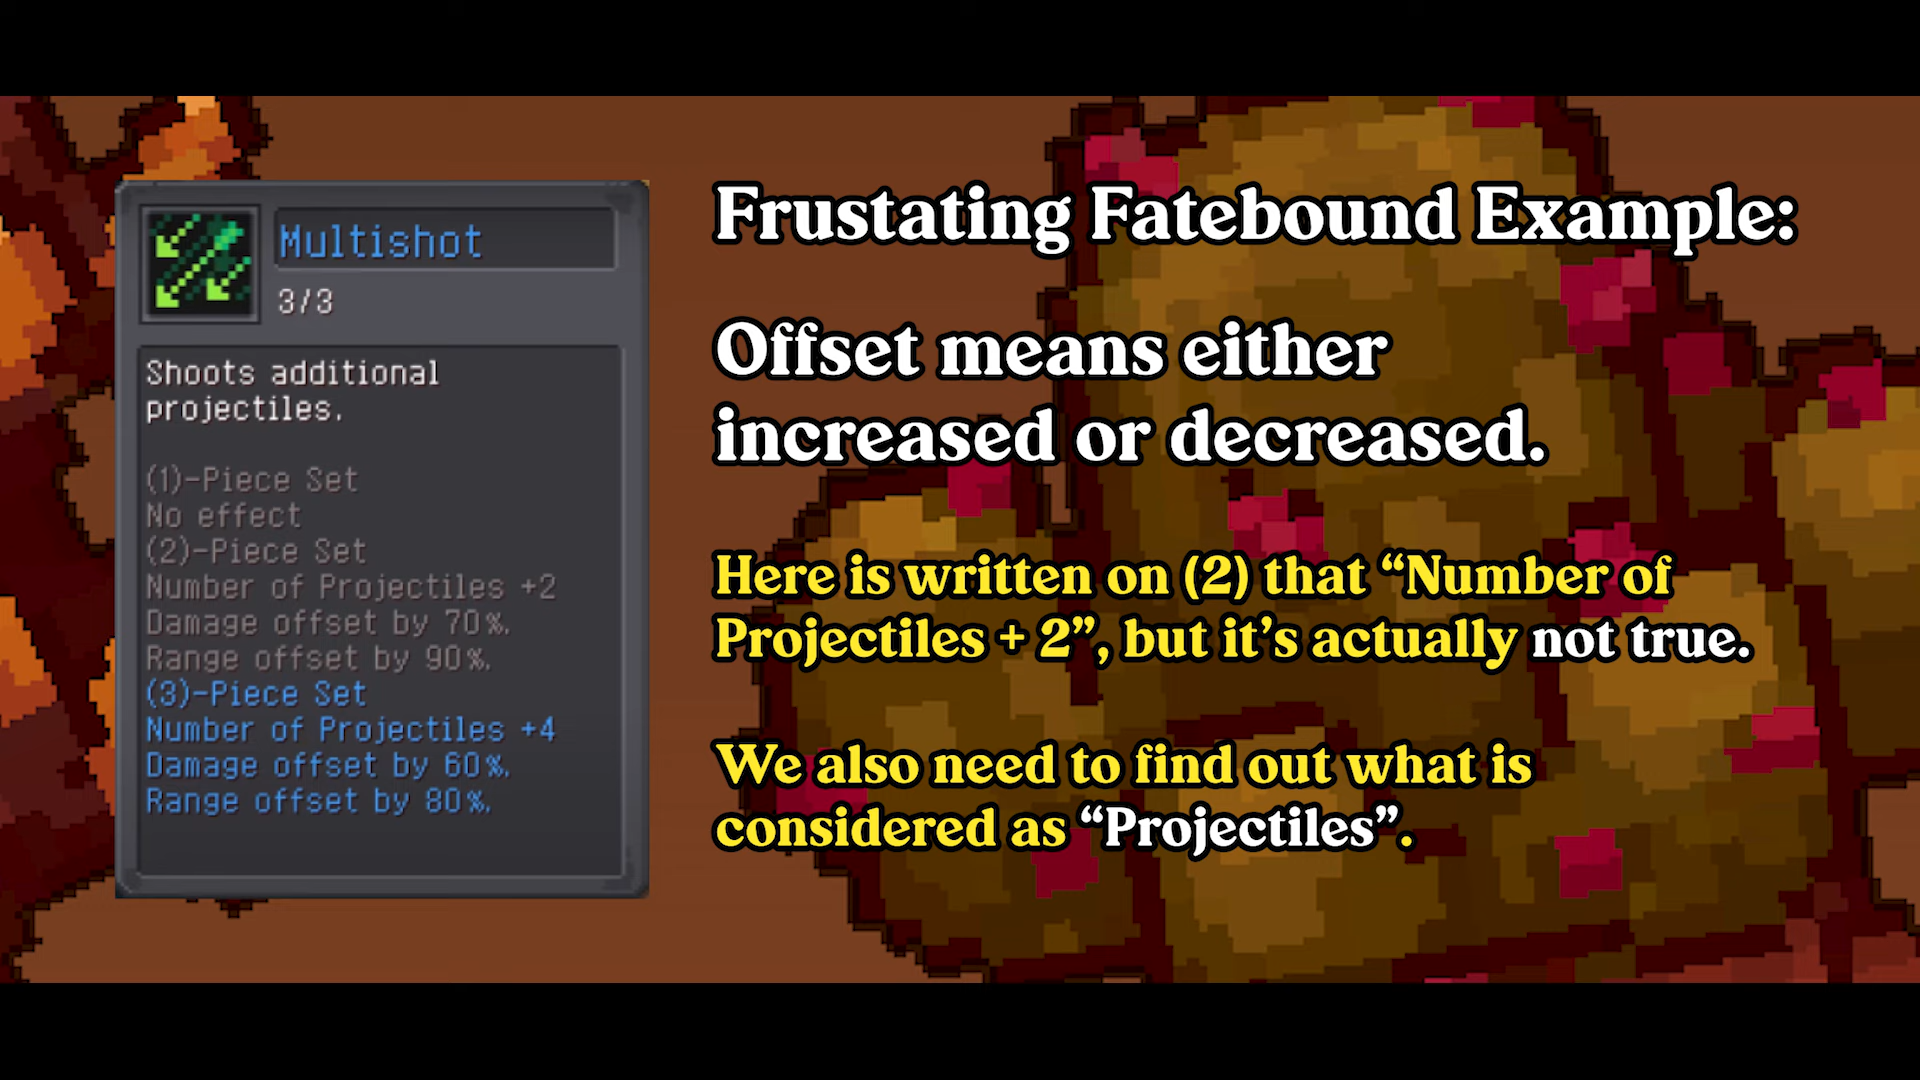 Multishot
3/3
Shoots additional
projectiles.
(1)-Piece Set
No effect
(2)-Piece Set
Number of Projectiles +2
Damage offset by 70%.
Range offset by 90%.
(3)-Piece Set
Number of Projectiles +4
Damage offset by 60%.
Range offset by 80%.
Frustating Fatebound Example:
Offset means either
increased or decreased.
Here is written on (2) that “Number of
Projectiles + 2”, but it’s actually not true.
We also need to find out what is
considered as “Projectiles”.